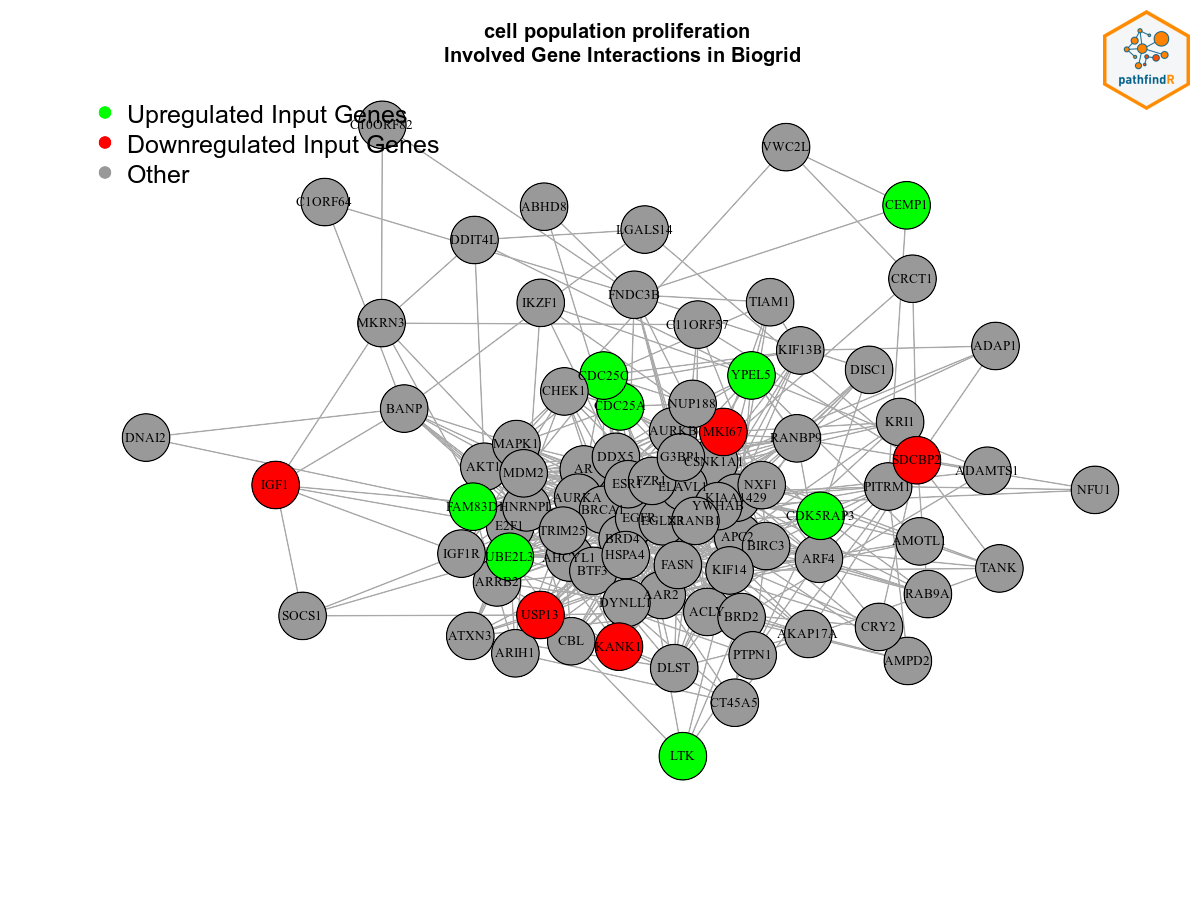 cell population proliferation
Involved Gene Interactions in Biogrid
pathfindR
Upregulated Input Genes
Downregulated Input Genes
Other
C10ORF82
VWC2L
C1ORF64
ABHD8
CEMP1
LGALS14
DDIT4L
CRCT1
FNDC3B
IKZF1
TIAM1
MKRN3
C11ORF57
ADAP1
KIF13B
DISC1
CDC25C
YPEL5
CHEK1
NUP188
BANP
CDC25A
KRI1
AURKB
MKI67
DNAI2
RANBP9
MAPK1
DDX5
G3BP1
SDCBP2
CSNK1A1
AKT1
AR
ADAMTS1
MDM2
FZR1
ESR1
IGF1
ELAVL1
NXF1
PITRM1
NFU1
AURKA
KIAA1429
FAM83D
HNRNPL
YWHAB
BRCA1
CDK5RAP3
EGFR
EGLN3
ZRANB1
E2F1
TRIM25
APC2
BRD4
AMOTL1
BIRC3
IGF1R
UBE2L3
HSPA4
AHCYL1
ARF4
FASN
TANK
BTF3
KIF14
ARRB2
RAB9A
AAR2
DYNLL1
ACLY
USP13
SOCS1
BRD2
CRY2
AKAP17A
ATXN3
CBL
KANK1
ARIH1
PTPN1
AMPD2
DLST
CT45A5
LTK